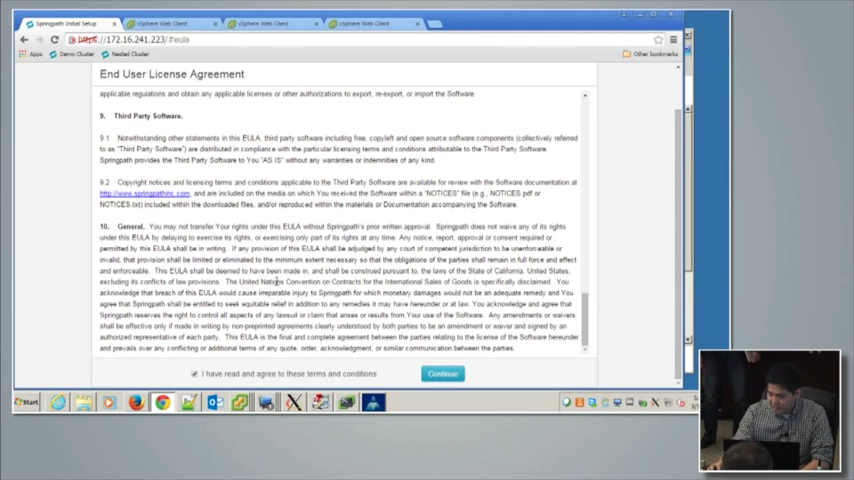 Springpath Initial Setup
vSphere Web Client
vSphere Web Client
vSphere Web Client
https://172.16.241.223/#eula
Apps
Demo Cluster
Nested Cluster
Other bookmarks
End User License Agreement
applicable regulations and obtain any applicable licenses or other authorizations to export, re-export, or import the Software.
9. Third Party Software.
9.1 Notwithstanding other statements in this EULA, third party software including free, copyleft and open source software components (collectively referred
to as "Third Party Software") are distributed in compliance with the particular licensing terms and conditions attributable to the Third Party Software.
Springpath provides the Third Party Software to You "AS IS" without any warranties or indemnities of any kind.
9.2 Copyright notices and licensing terms and conditions applicable to the Third Party Software are available for review with the Software documentation at
http://www.springpathinc.com, and are included on the media on which You received the Software within a "NOTICES" file (e.g., NOTICES.pdf or
NOTICES.txt) included within the downloaded files, and/or reproduced within the materials or Documentation accompanying the Software.
10. General. You may not transfer Your rights under this EULA without Springpath's prior written approval. Springpath does not waive any of its rights
under this EULA by delaying to exercise its rights, or exercising only part of its rights at any time. Any notice, report, approval or consent required or
permitted by this EULA shall be in writing. If any provision of this EULA shall be adjudged by any court of competent jurisdiction to be unenforceable or
invalid, that provision shall be limited or eliminated to the minimum extent necessary so that the obligations of the parties shall remain in full force and effect
and enforceable. This EULA shall be deemed to have been made in, and shall be construed pursuant to, the laws of the State of California, United States,
excluding its conflicts of law provisions. The United Nations Convention on Contracts for the International Sales of Goods is specifically disclaimed. You
acknowledge that breach of this EULA would cause irreparable injury to Springpath for which monetary damages would not be an adequate remedy and You
agree that Springpath shall be entitled to seek equitable relief in addition to any remedies it may have hereunder or at law. You acknowledge and agree that
Springpath reserves the right to control all aspects of any lawsuit or claim that arises or results from Your use of the Software. Any amendments or waivers
shall be effective only if made in writing by non-preprinted agreements clearly understood by both parties to be an amendment or waiver and signed by an
authorized representative of each party. This EULA is the final and complete agreement between the parties relating to the license of the Software hereunder
and prevails over any conflicting or additional terms of any quote, order, acknowledgment, or similar communication between the parties.
I have read and agree to these terms and conditions
Continue
Start